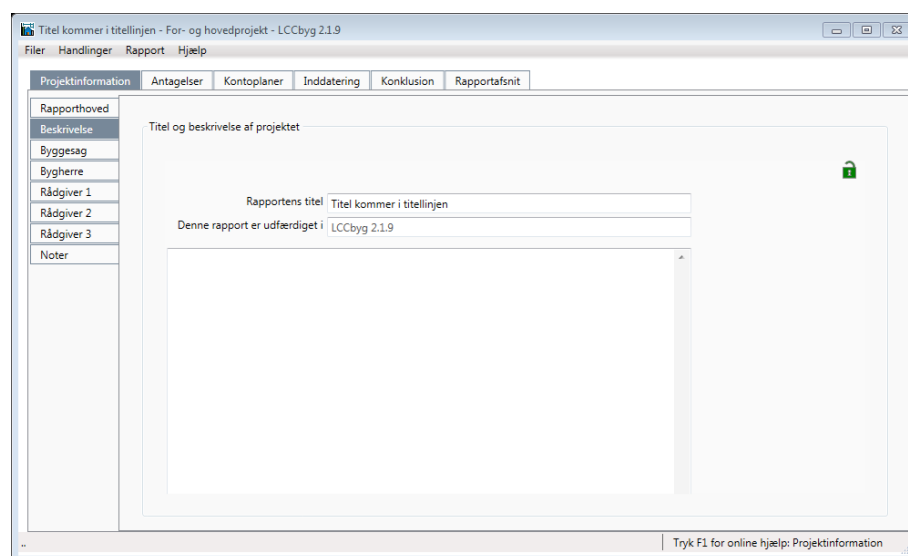 Titel kommer i titellinjen - For- og hovedprojekt - LCCbyg 2.1.9
Filer Handlinger Rapport Hjælp
Projektinformation Antagelser Kontoplaner Inddatering Konklusion Rapportafsnit
Rapporthoved
Beskrivelse
Byggesag
Bygherre
Rådgiver 1
Rådgiver 2
Rådgiver 3
Noter
Titel og beskrivelse af projektet
Rapportens titel Titel kommer i titellinjen
Denne rapport er udfærdiget i LCCbyg 2.1.9
.. Tryk F1 for online hjælp: Projektinformation